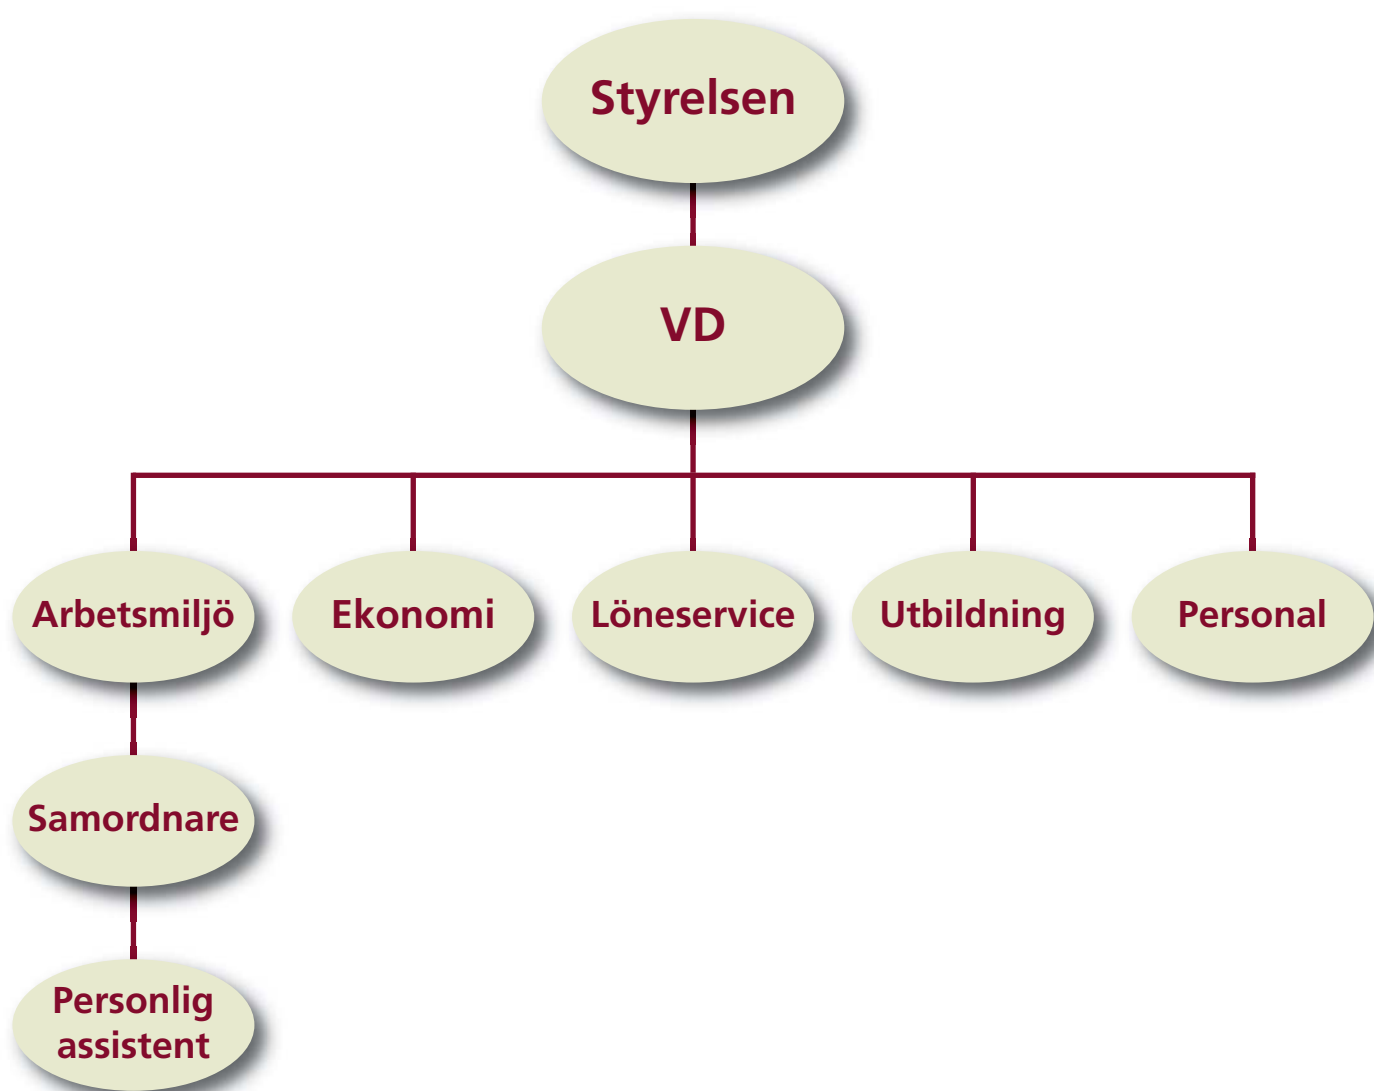 Styrelsen
VD
Arbetsmiljö
Ekonomi
Löneservice
Utbildning
Personal
Samordnare
Personlig
assistent